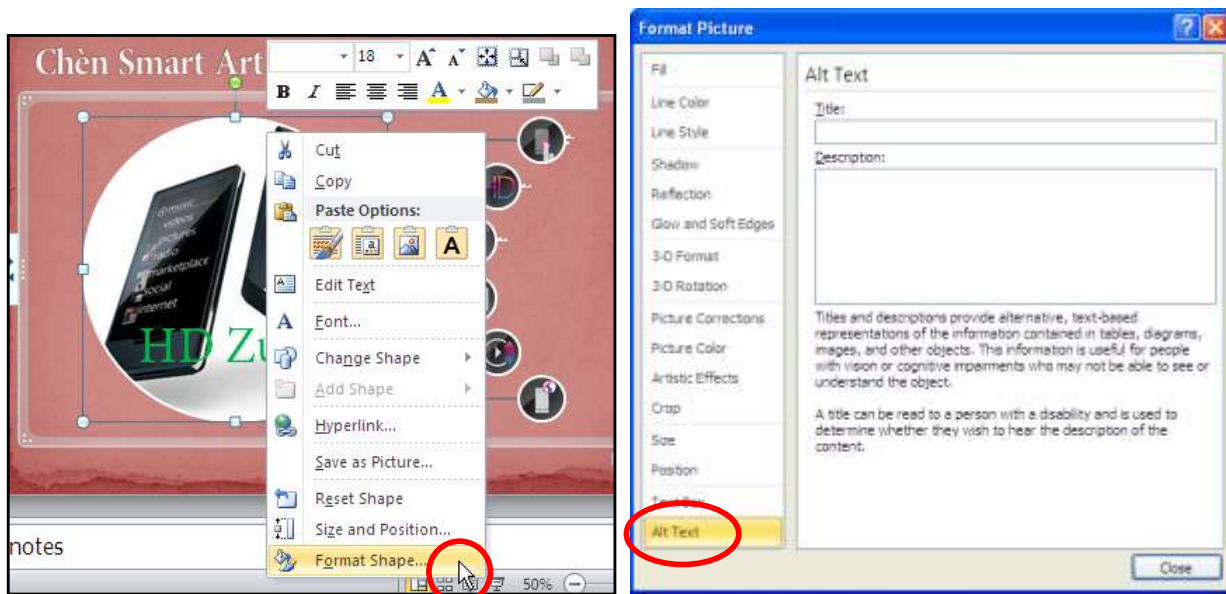 Chèn Smart Art
18
A A
B I A
Cut
Copy
Paste Options:
A
Edit Text
A Font...
Change Shape
Add Shape
Hyperlink...
Save as Picture...
Reset Shape
Size and Position...
Format Shape...
music
videos
pictures
radio
marketplace
social
internet
HD
notes
50%
Format Picture
Fill
Line Color
Line Style
Shadow
Reflection
Glow and Soft Edges
3-D Format
3-D Rotation
Picture Corrections
Picture Color
Artistic Effects
Crop
Size
Position
Text Box
Alt Text
Alt Text
Title:
Description:
Titles and descriptions provide alternative, text-based
representations of the information contained in tables, diagrams,
images, and other objects. This information is useful for people
with vision or cognitive impairments who may not be able to see or
understand the object.
A title can be read to a person with a disability and is used to
determine whether they wish to hear the description of the
content.
Close